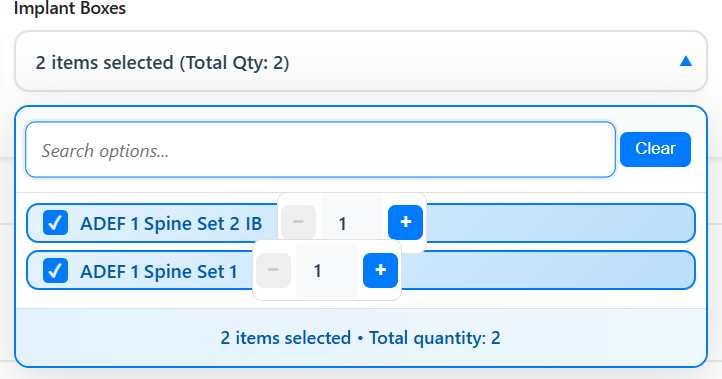 Implant Boxes
2 items selected (Total Qty: 2)
Search options...
Clear
ADEF 1 Spine Set 2 IB − 1 +
ADEF 1 Spine Set 1 − 1 +
2 items selected • Total quantity: 2